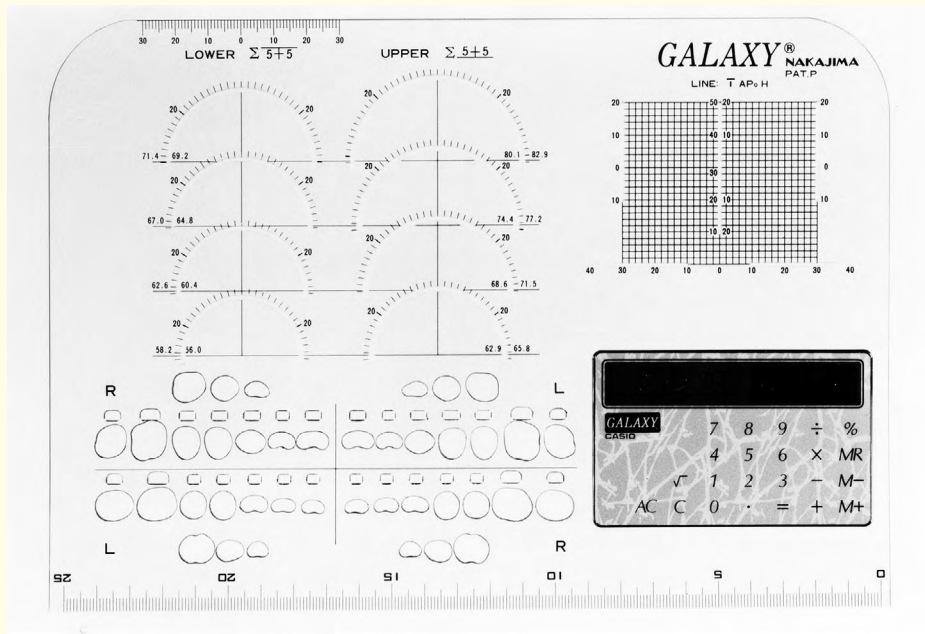 30 20 10 0 10 20 30
LOWER Σ 5+5
UPPER Σ 5+5
GALAXY®
NAKAJIMA
PAT.P
LINE: 1 APo H
20 20
20 20
71.4 69.2
80.1 82.9
20 20
20 20
67.0 64.8
74.4 77.2
20 20
20 20
62.6 60.4
68.6 71.5
20 20
20 20
58.2 56.0
62.9 65.8
20 50 20 20
10 40 10
0 30 0
10 20 10 10
10 20
40 30 20 10 0 10 20 30 40
R L
L R
GALAXY
CASIO
7 8 9 ÷ %
4 5 6 × MR
√ 1 2 3 − M−
AC C 0 · = + M+
25 20 15 10 5 0